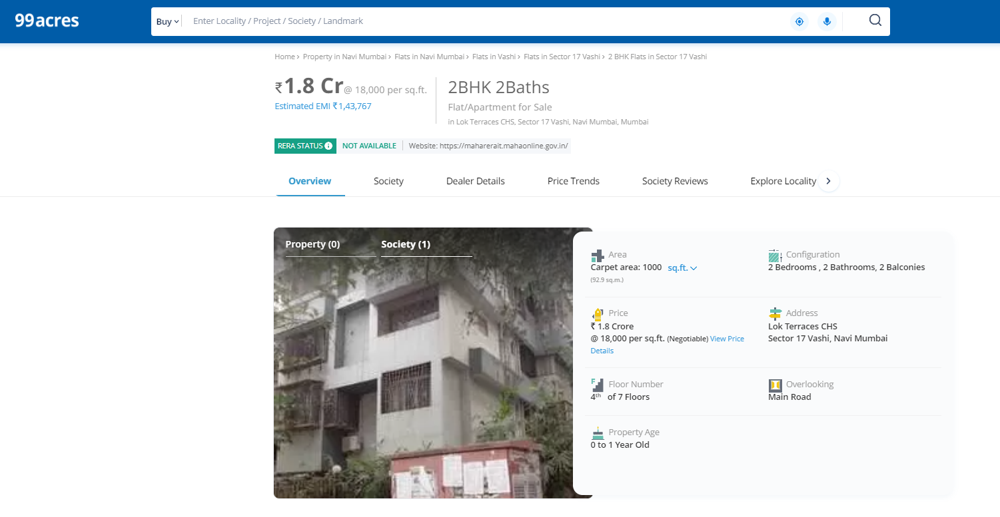 99acres
Buy
Enter Locality / Project / Society / Landmark
Home › Property in Navi Mumbai › Flats in Navi Mumbai › Flats in Vashi › Flats in Sector 17 Vashi › 2 BHK Flats in Sector 17 Vashi
₹1.8 Cr@ 18,000 per sq.ft.
Estimated EMI ₹1,43,767
2BHK 2Baths
Flat/Apartment for Sale
in Lok Terraces CHS, Sector 17 Vashi, Navi Mumbai, Mumbai
RERA STATUS NOT AVAILABLE Website: https://maharerait.mahaonline.gov.in/
Overview Society Dealer Details Price Trends Society Reviews Explore Locality
Property (0) Society (1)
Area
Carpet area: 1000 sq.ft.
(92.9 sq.m.)
Configuration
2 Bedrooms , 2 Bathrooms, 2 Balconies
Price
₹ 1.8 Crore
@ 18,000 per sq.ft. (Negotiable) View Price
Details
Address
Lok Terraces CHS
Sector 17 Vashi, Navi Mumbai
Floor Number
4th of 7 Floors
Overlooking
Main Road
Property Age
0 to 1 Year Old